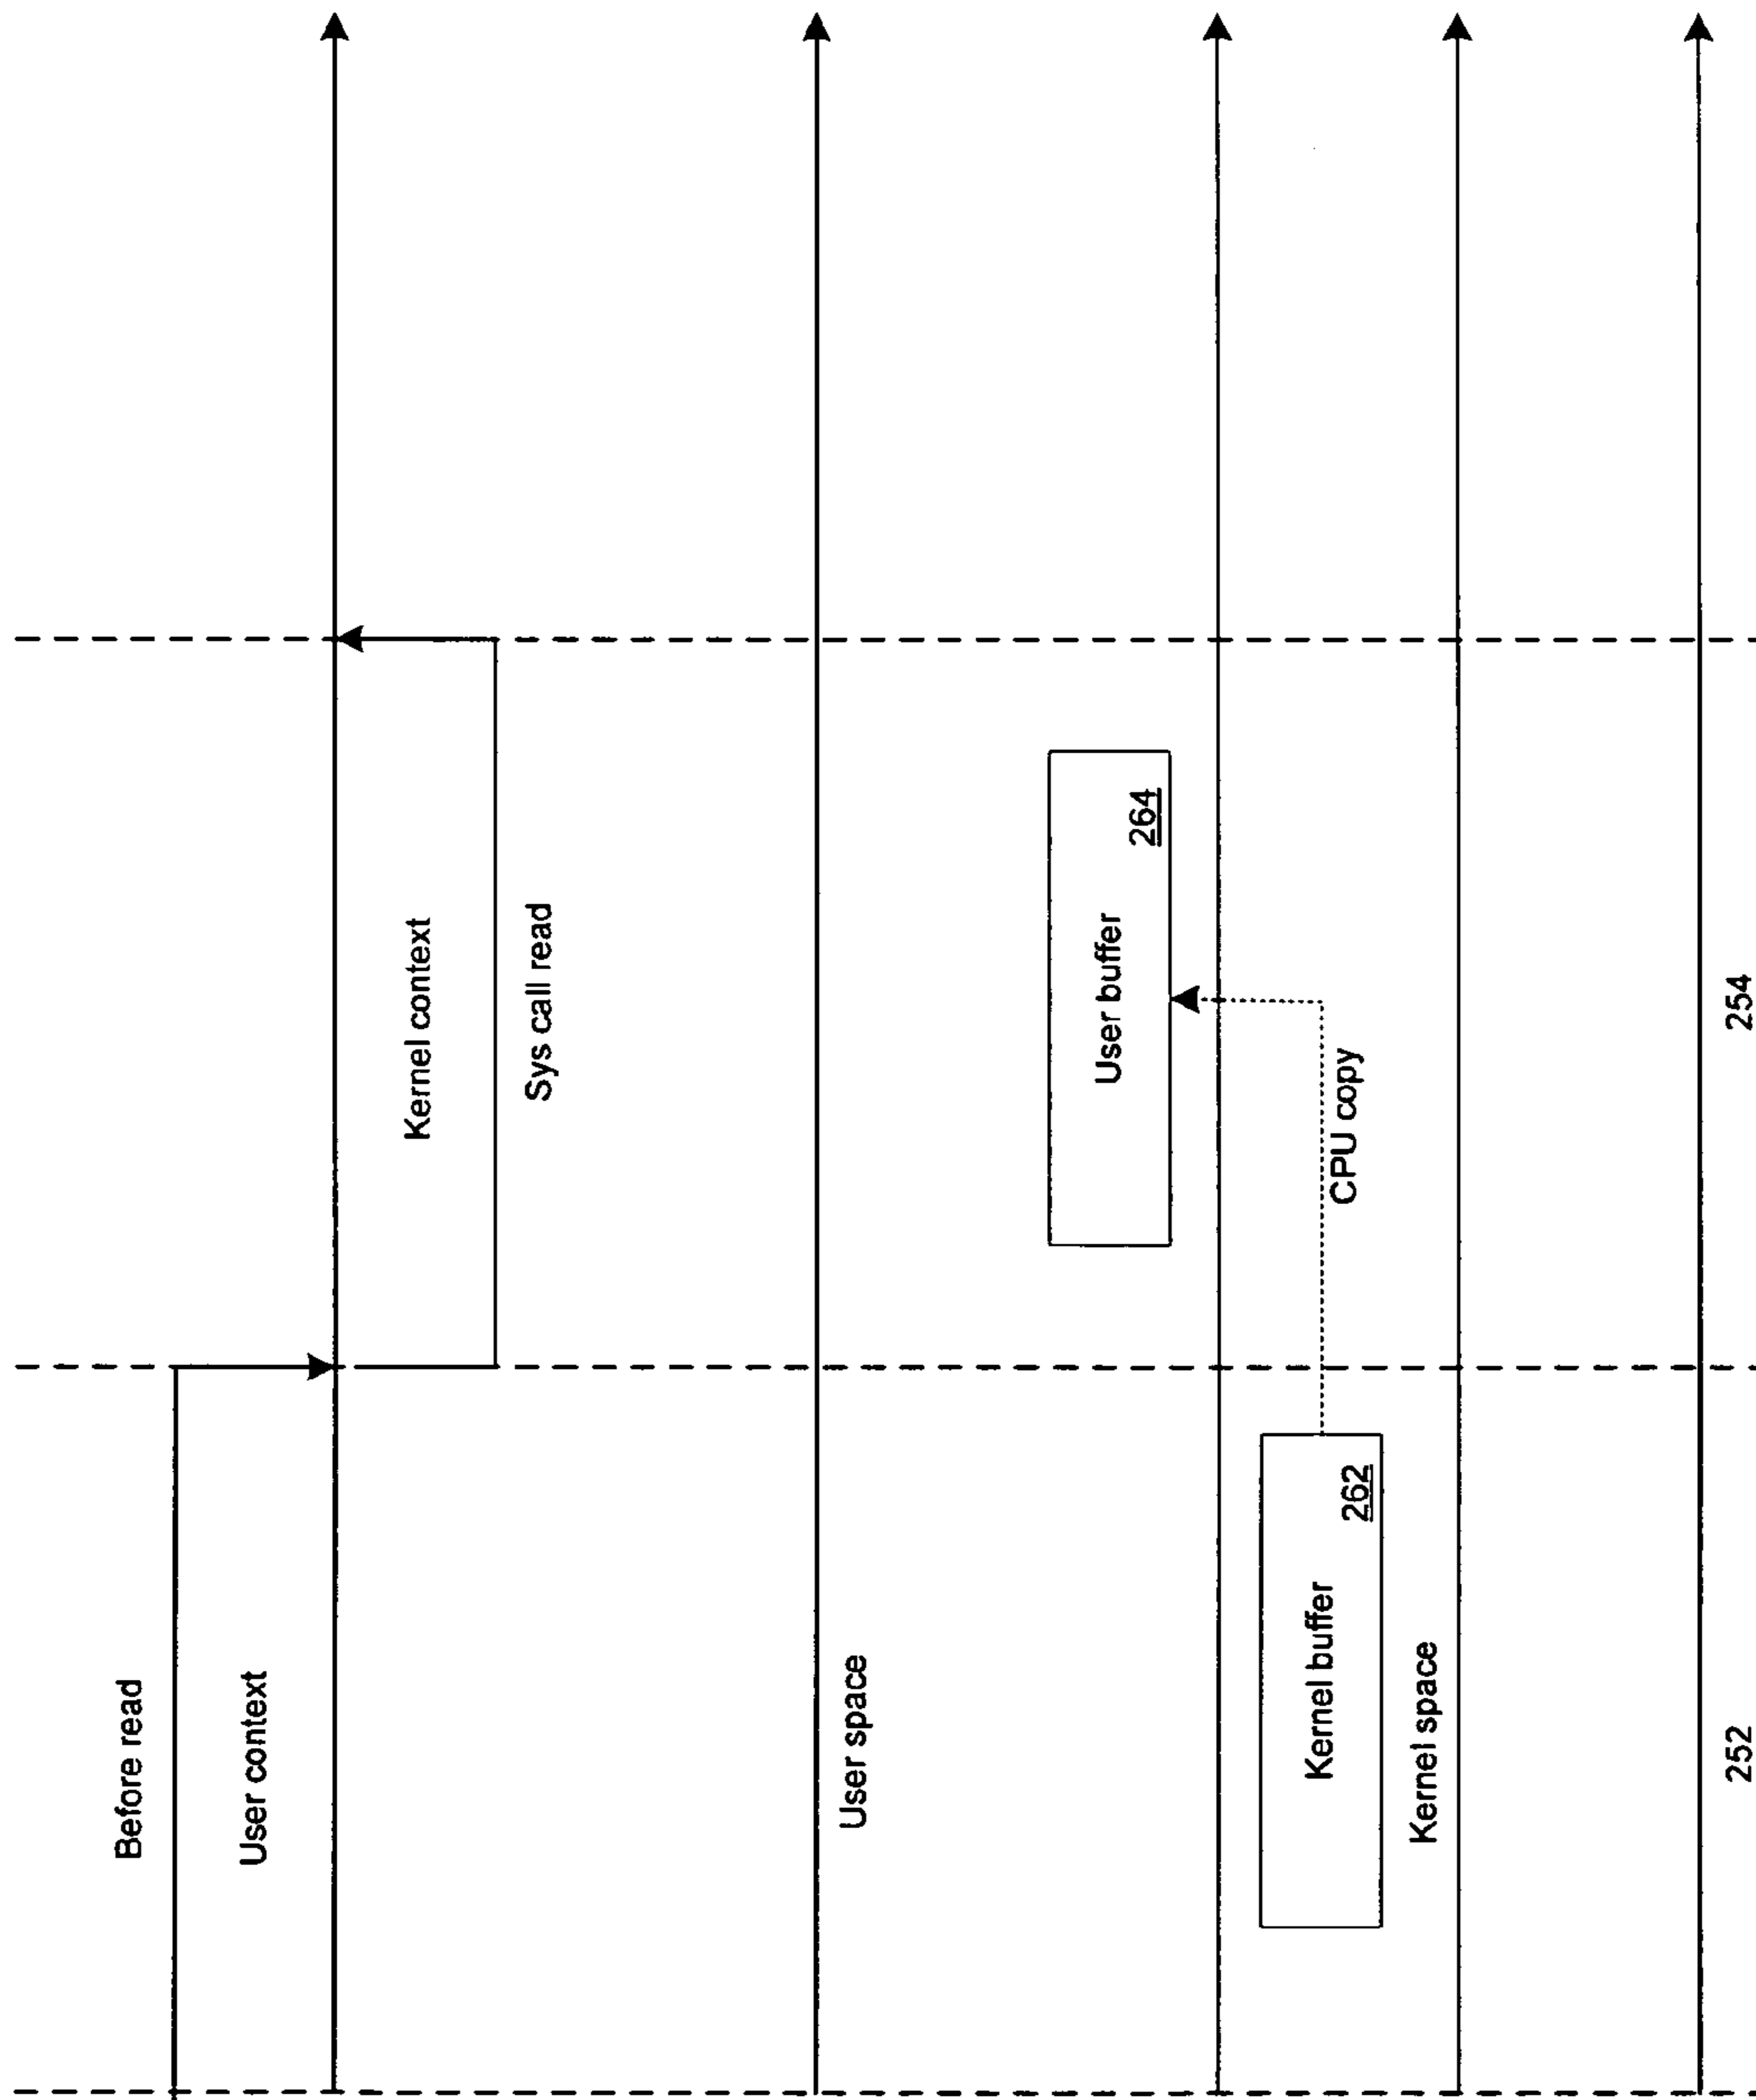 Before read
User context
Kernel context
Sys call read
User space
User buffer
264
CPU copy
Kernel buffer
262
Kernel space
252
254